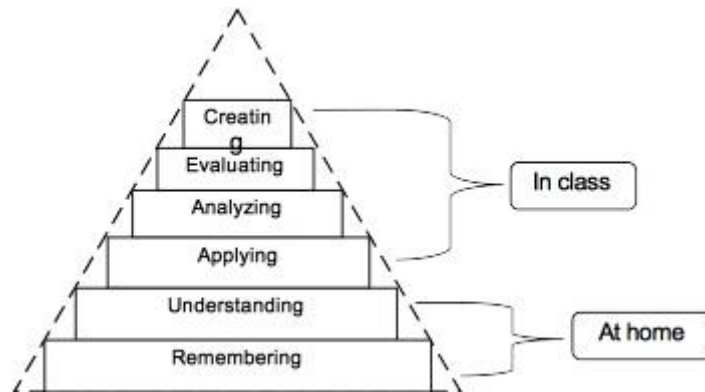 Creatin
g
Evaluating
Analyzing
In class
Applying
Understanding
At home
Remembering